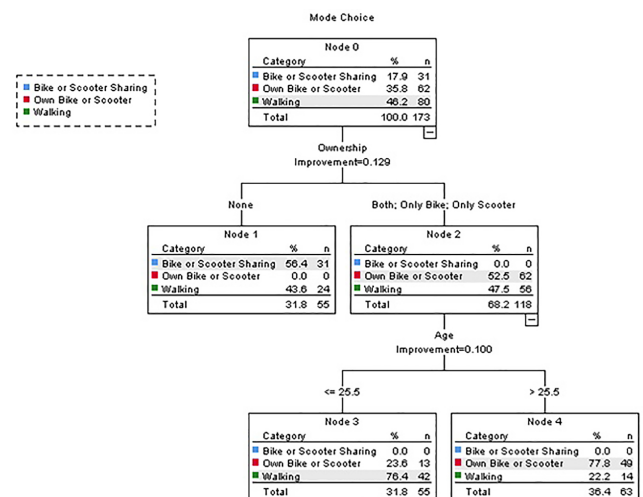 Mode Choice
Bike or Scooter Sharing
Own Bike or Scooter
Walking
Node 0
Category % n
Bike or Scooter Sharing 17.9 31
Own Bike or Scooter 35.8 62
Walking 46.2 80
Total 100.0 173
Ownership
Improvement=0.129
None
Both; Only Bike; Only Scooter
Node 1
Category % n
Bike or Scooter Sharing 56.4 31
Own Bike or Scooter 0.0 0
Walking 43.6 24
Total 31.8 55
Node 2
Category % n
Bike or Scooter Sharing 0.0 0
Own Bike or Scooter 52.5 62
Walking 47.5 56
Total 68.2 118
Age
Improvement=0.100
<= 25.5
> 25.5
Node 3
Category % n
Bike or Scooter Sharing 0.0 0
Own Bike or Scooter 23.6 13
Walking 76.4 42
Total 31.8 55
Node 4
Category % n
Bike or Scooter Sharing 0.0 0
Own Bike or Scooter 77.8 49
Walking 22.2 14
Total 36.4 63